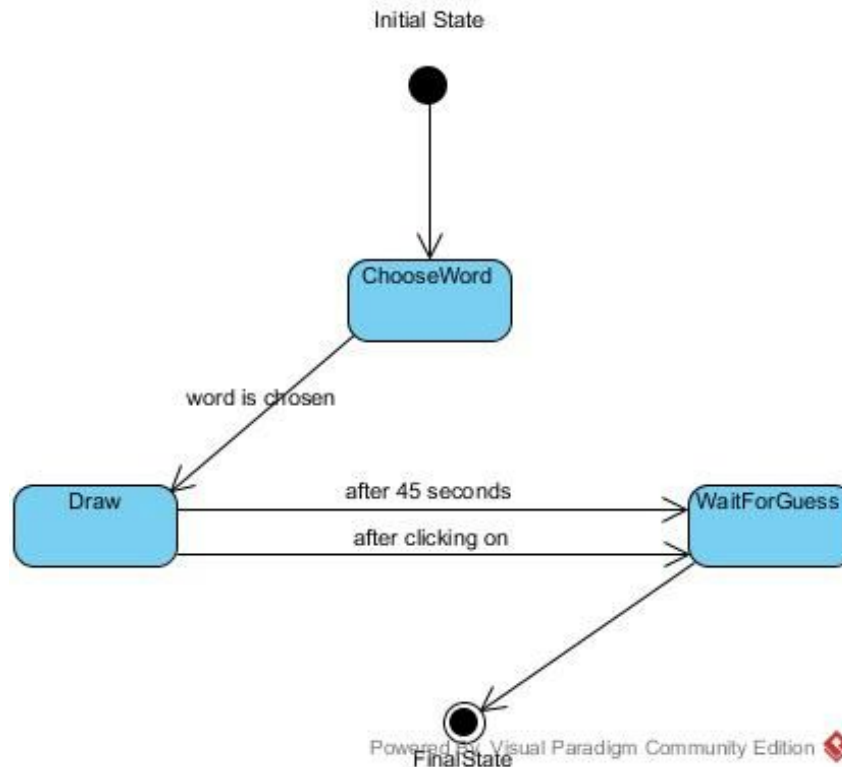 Initial State
ChooseWord
word is chosen
Draw
after 45 seconds
WaitForGuess
after clicking on
Powered By Visual Paradigm Community Edition
FinalState